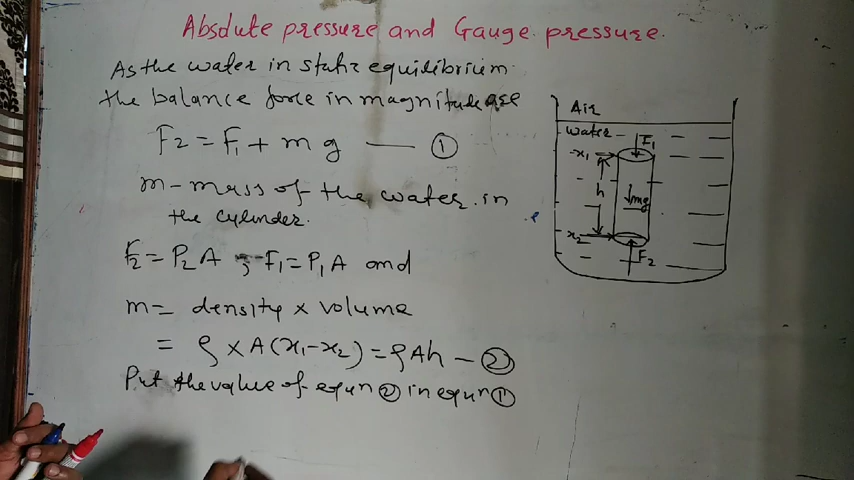 Absolute pressure and Gauge pressure.
As the water in static equilibrium
the balance force in magnitude are
F2 = F1 + mg — ①
m - mass of the water in
the cylinder.
F2 = P2A ; F1 = P1A and
m = density x volume
= ρ x A(x1-x2) = ρAh — ②
Put the value of equn ② in equn ①
Air
water
F1
x1
h
mg
x2
F2